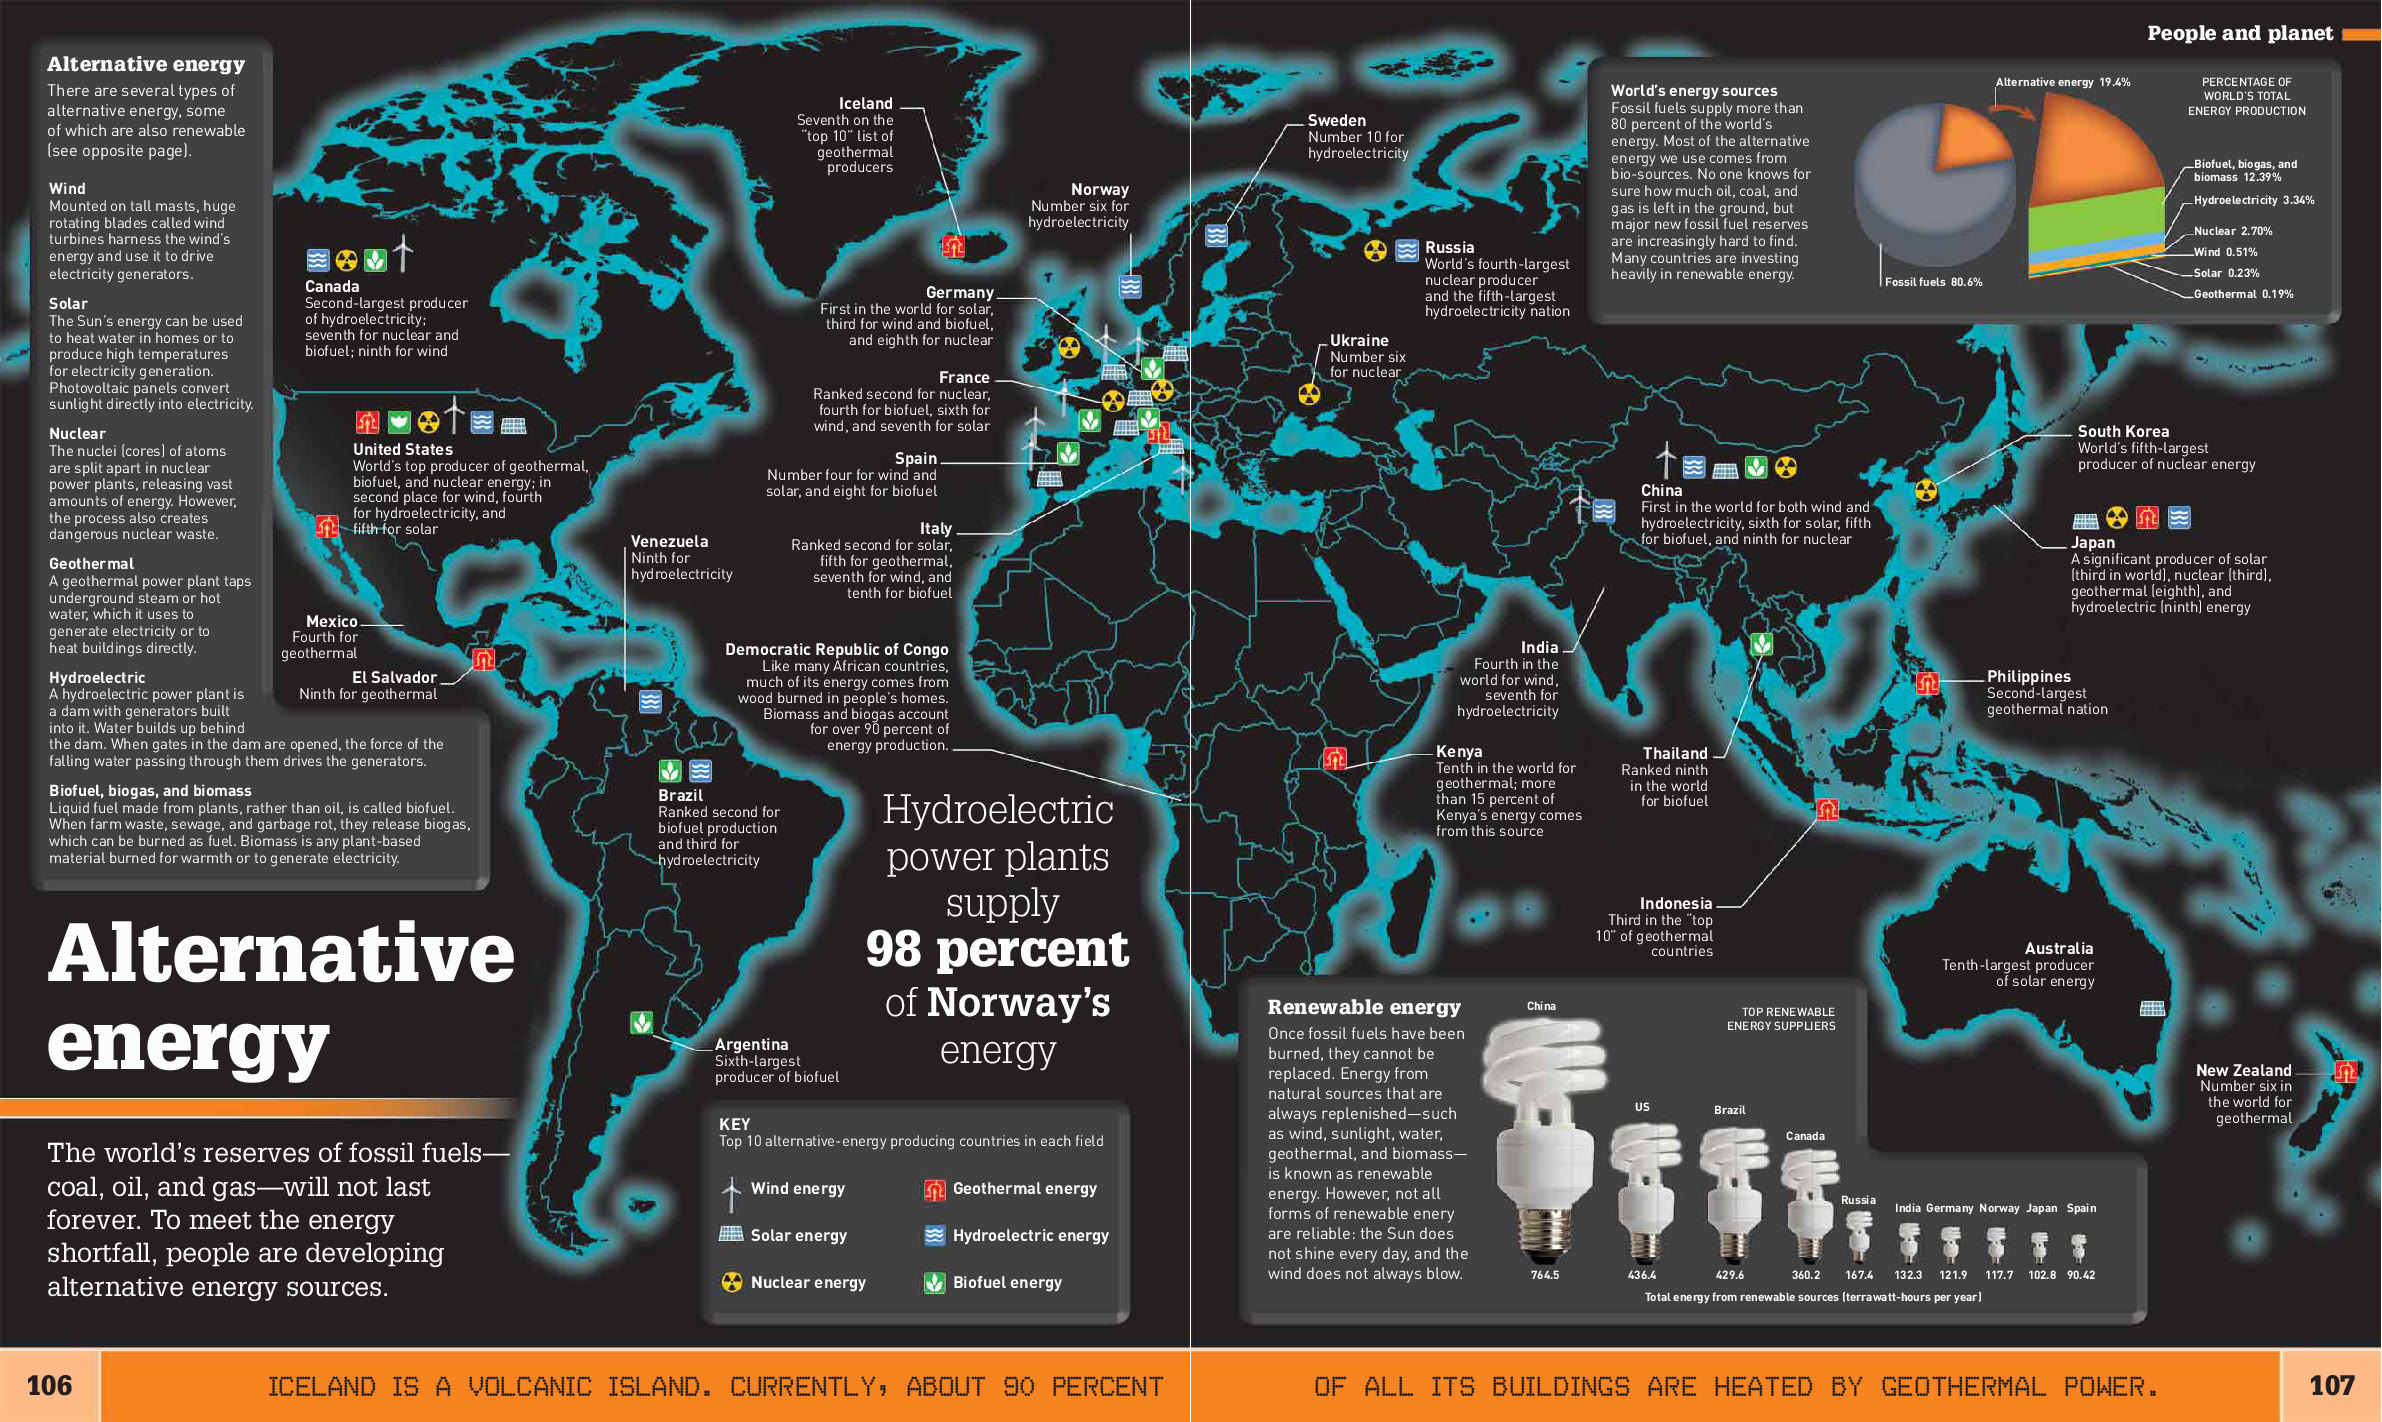 People and planet
Alternative energy
There are several types of
alternative energy, some
of which are also renewable
(see opposite page).
Wind
Mounted on tall masts, huge
rotating blades called wind
turbines harness the wind's
energy and use it to drive
electricity generators.
Solar
The Sun's energy can be used
to heat water in homes or to
produce high temperatures
for electricity generation.
Photovoltaic panels convert
sunlight directly into electricity.
Nuclear
The nuclei (cores) of atoms
are split apart in nuclear
power plants, releasing vast
amounts of energy. However,
the process also creates
dangerous nuclear waste.
Geothermal
A geothermal power plant taps
underground steam or hot
water, which it uses to
generate electricity or to
heat buildings directly.
Hydroelectric
A hydroelectric power plant is
a dam with generators built
into it. Water builds up behind
the dam. When gates in the dam are opened, the force of the
falling water passing through them drives the generators.
Biofuel, biogas, and biomass
Liquid fuel made from plants, rather than oil, is called biofuel.
When farm waste, sewage, and garbage rot, they release biogas,
which can be burned as fuel. Biomass is any plant-based
material burned for warmth or to generate electricity.
Alternative
energy
The world's reserves of fossil fuels—
coal, oil, and gas—will not last
forever. To meet the energy
shortfall, people are developing
alternative energy sources.
Canada
Second-largest producer
of hydroelectricity;
seventh for nuclear and
biofuel; ninth for wind
United States
World's top producer of geothermal,
biofuel, and nuclear energy; in
second place for wind, fourth
for hydroelectricity, and
fifth for solar
Mexico
Fourth for
geothermal
El Salvador
Ninth for geothermal
Venezuela
Ninth for
hydroelectricity
Brazil
Ranked second for
biofuel production
and third for
hydroelectricity
Argentina
Sixth-largest
producer of biofuel
Iceland
Seventh on the
"top 10" list of
geothermal
producers
Norway
Number six for
hydroelectricity
Germany
First in the world for solar,
third for wind and biofuel,
and eighth for nuclear
France
Ranked second for nuclear,
fourth for biofuel, sixth for
wind, and seventh for solar
Spain
Number four for wind and
solar, and eight for biofuel
Italy
Ranked second for solar,
fifth for geothermal,
seventh for wind, and
tenth for biofuel
Democratic Republic of Congo
Like many African countries,
much of its energy comes from
wood burned in people's homes.
Biomass and biogas account
for over 90 percent of
energy production.
Hydroelectric
power plants
supply
98 percent
of Norway's
energy
KEY
Top 10 alternative-energy producing countries in each field
Wind energy
Solar energy
Nuclear energy
Geothermal energy
Hydroelectric energy
Biofuel energy
Sweden
Number 10 for
hydroelectricity
Russia
World's fourth-largest
nuclear producer
and the fifth-largest
hydroelectricity nation
Ukraine
Number six
for nuclear
World's energy sources
Fossil fuels supply more than
80 percent of the world's
energy. Most of the alternative
energy we use comes from
bio-sources. No one knows for
sure how much oil, coal, and
gas is left in the ground, but
major new fossil fuel reserves
are increasingly hard to find.
Many countries are investing
heavily in renewable energy.
Alternative energy 19.4%
Fossil fuels 80.6%
PERCENTAGE OF
WORLD'S TOTAL
ENERGY PRODUCTION
Biofuel, biogas, and
biomass 12.39%
Hydroelectricity 3.34%
Nuclear 2.70%
Wind 0.51%
Solar 0.23%
Geothermal 0.19%
China
First in the world for both wind and
hydroelectricity, sixth for solar, fifth
for biofuel, and ninth for nuclear
South Korea
World's fifth-largest
producer of nuclear energy
Japan
A significant producer of solar
(third in world), nuclear (third),
geothermal (eighth), and
hydroelectric (ninth) energy
India
Fourth in the
world for wind,
seventh for
hydroelectricity
Philippines
Second-largest
geothermal nation
Kenya
Tenth in the world for
geothermal; more
than 15 percent of
Kenya's energy comes
from this source
Thailand
Ranked ninth
in the world
for biofuel
Indonesia
Third in the "top
10" of geothermal
countries
Australia
Tenth-largest producer
of solar energy
New Zealand
Number six in
the world for
geothermal
Renewable energy
Once fossil fuels have been
burned, they cannot be
replaced. Energy from
natural sources that are
always replenished—such
as wind, sunlight, water,
geothermal, and biomass—
is known as renewable
energy. However, not all
forms of renewable enery
are reliable: the Sun does
not shine every day, and the
wind does not always blow.
TOP RENEWABLE
ENERGY SUPPLIERS
China
US
Brazil
Canada
Russia
India Germany Norway Japan Spain
764.5 436.4 429.6 360.2 167.4 132.3 121.9 117.7 102.8 90.42
Total energy from renewable sources (terrawatt-hours per year)
106
ICELAND IS A VOLCANIC ISLAND. CURRENTLY, ABOUT 90 PERCENT
OF ALL ITS BUILDINGS ARE HEATED BY GEOTHERMAL POWER.
107